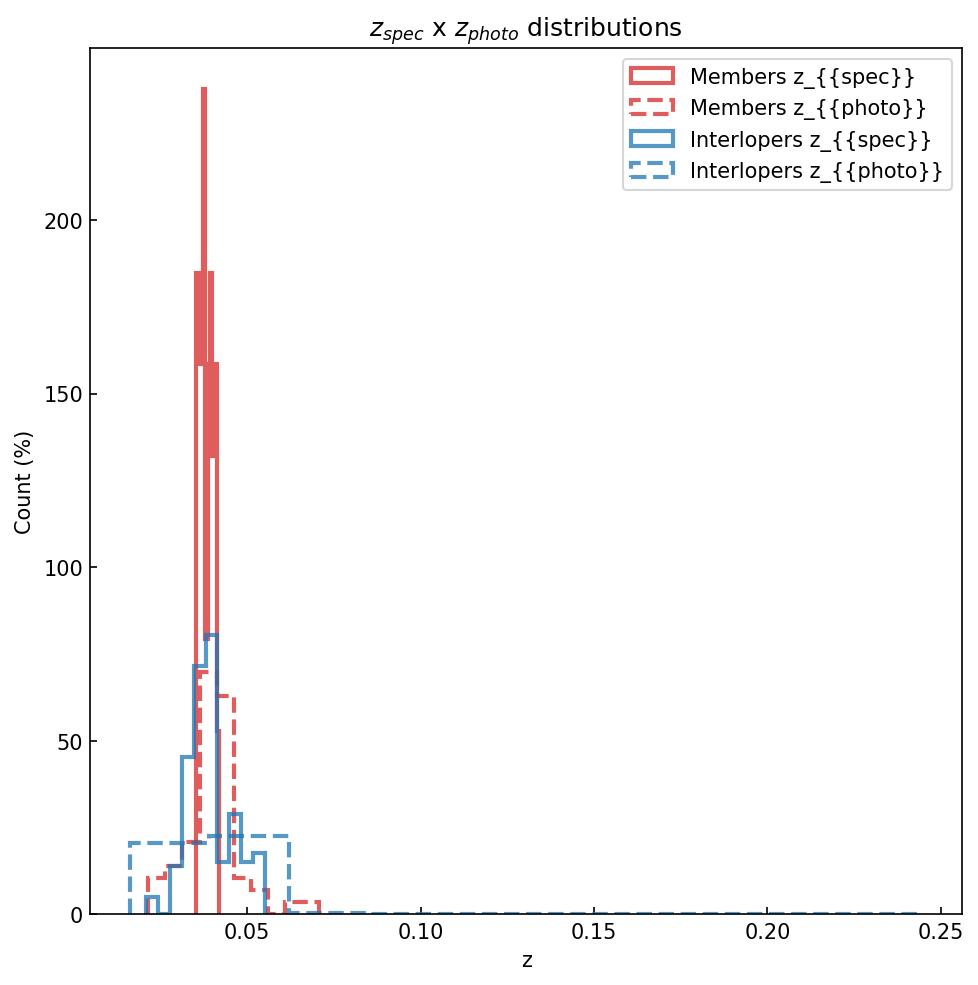 z_spec x z_photo distributions
Members z_{{spec}}
Members z_{{photo}}
Interlopers z_{{spec}}
Interlopers z_{{photo}}
200
150
100
50
0
Count (%)
0.05 0.10 0.15 0.20 0.25
z